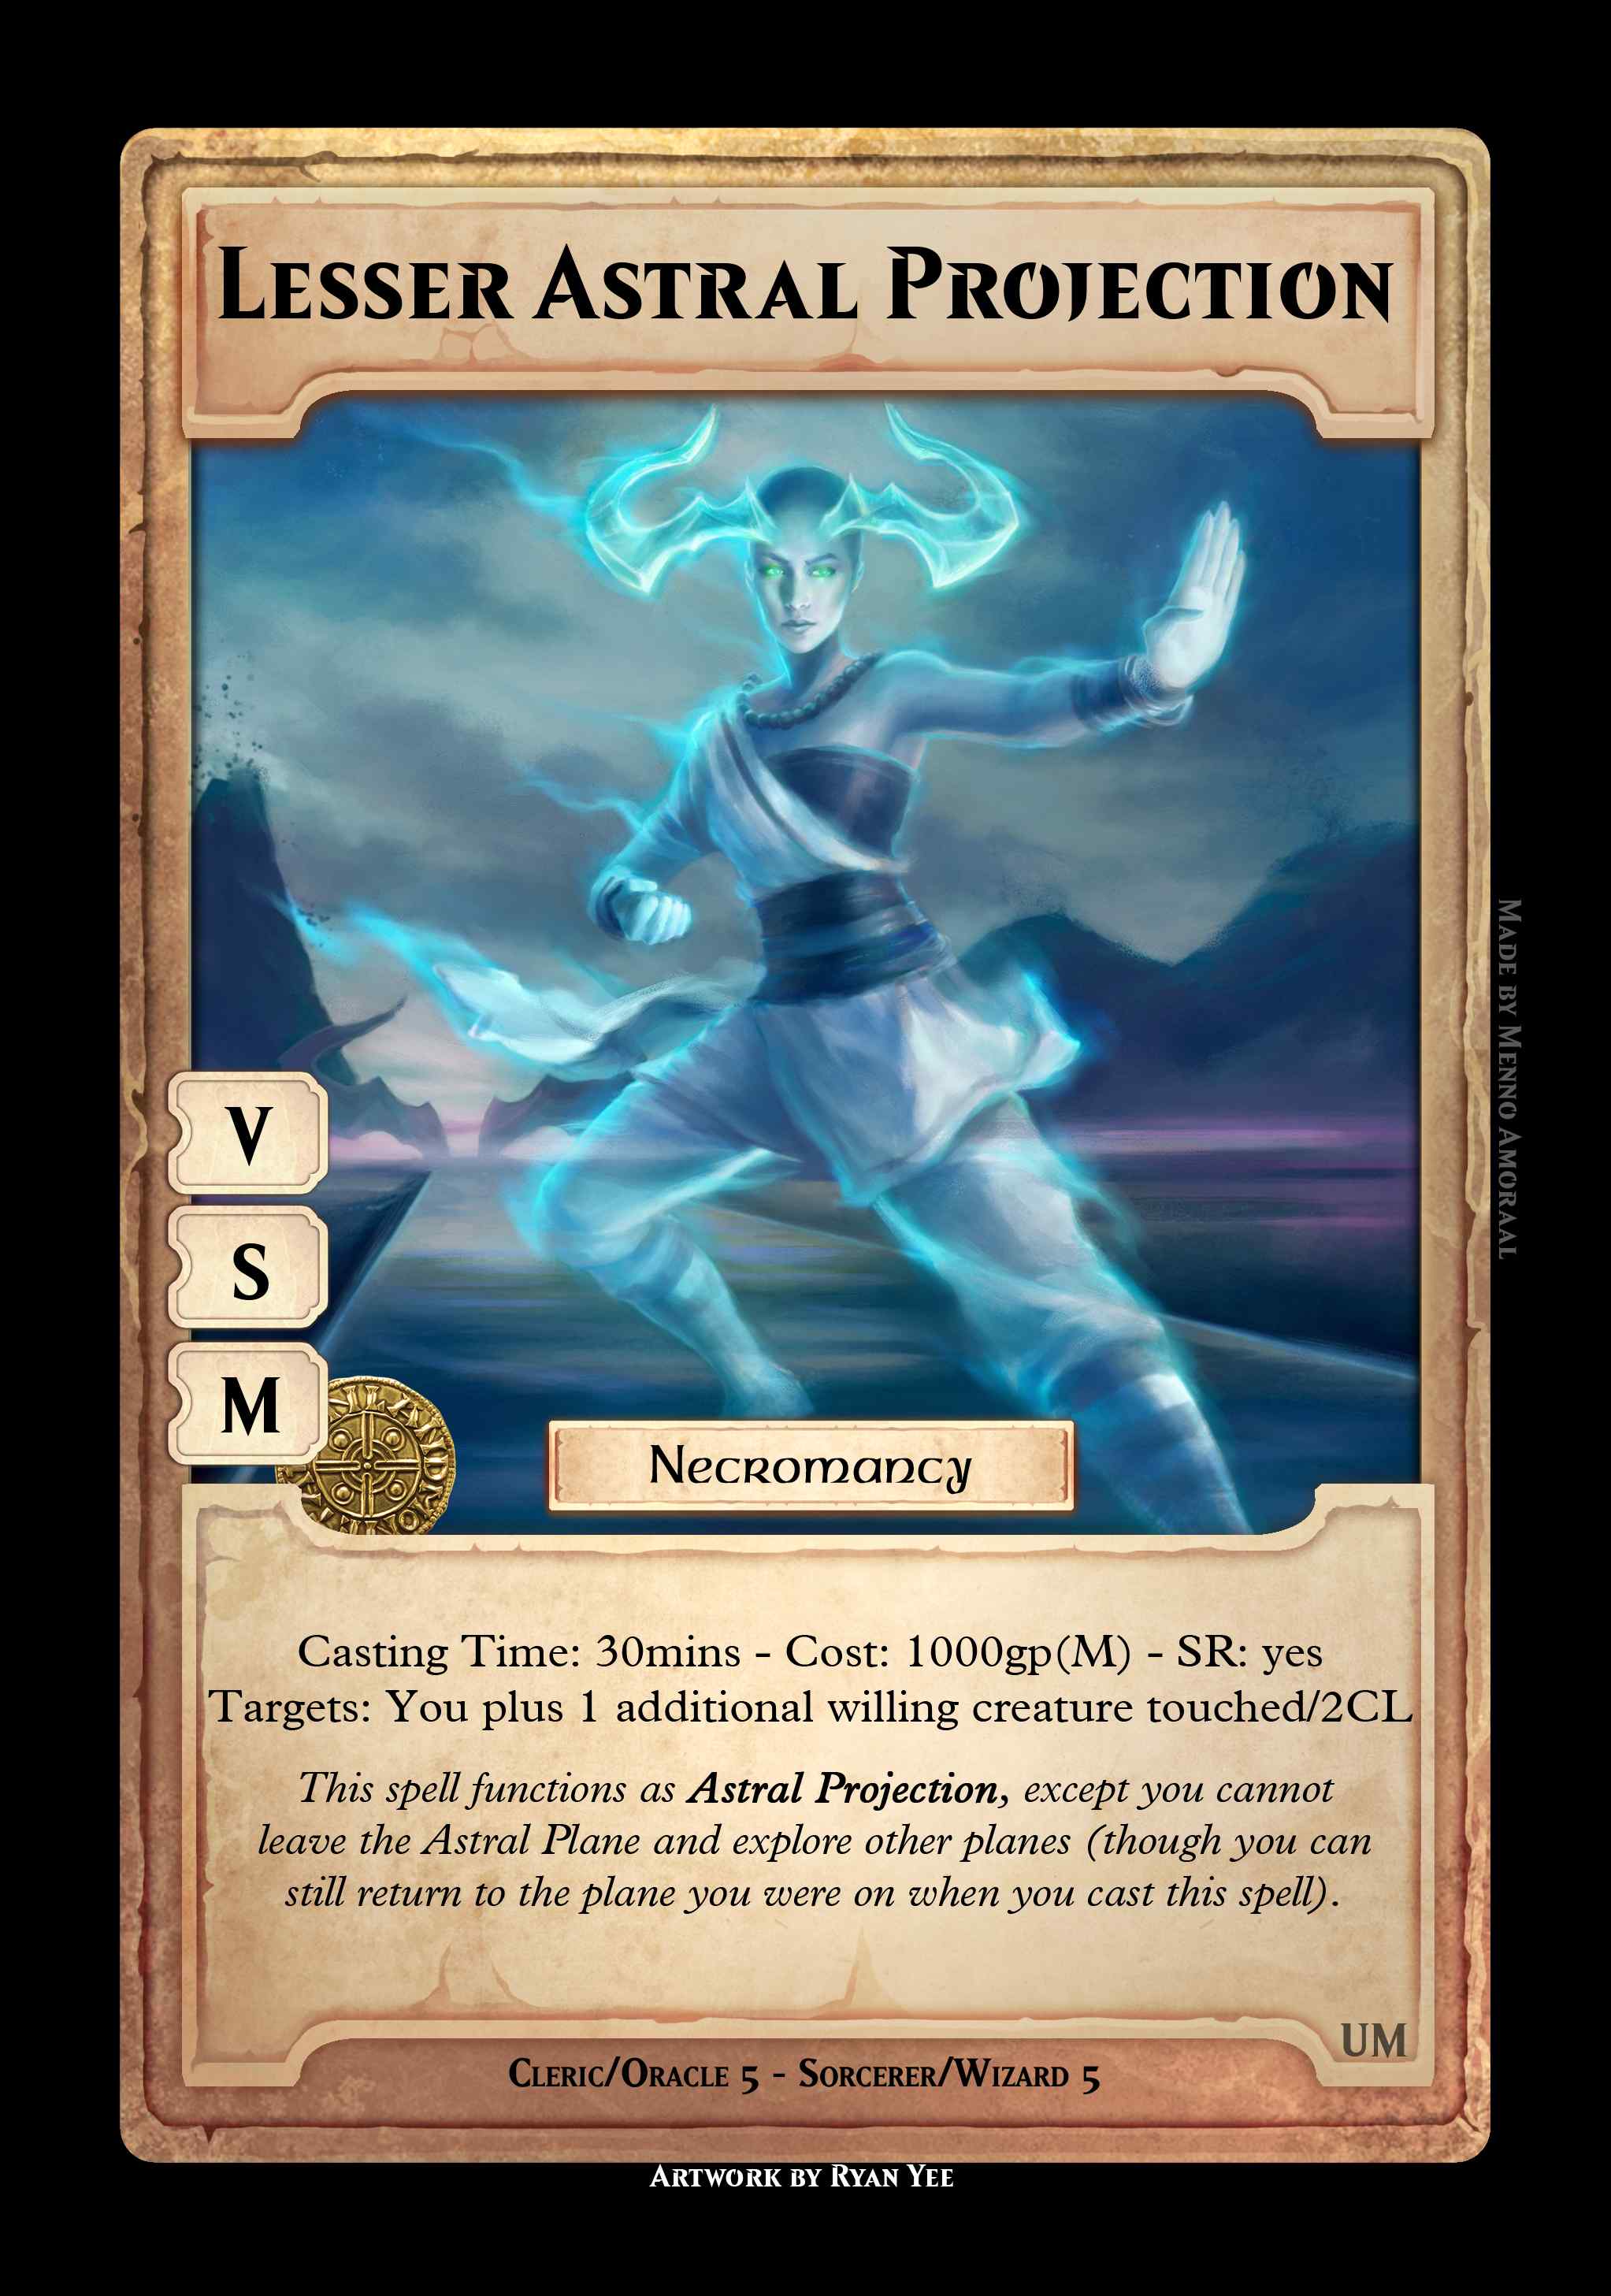 Lesser Astral Projection
V
S
M
Necromancy
Casting Time: 30mins - Cost: 1000gp(M) - SR: yes
Targets: You plus 1 additional willing creature touched/2CL
This spell functions as Astral Projection, except you cannot
leave the Astral Plane and explore other planes (though you can
still return to the plane you were on when you cast this spell).
UM
Cleric/Oracle 5 - Sorcerer/Wizard 5
Artwork by Ryan Yee
Made by Menno Amoraal